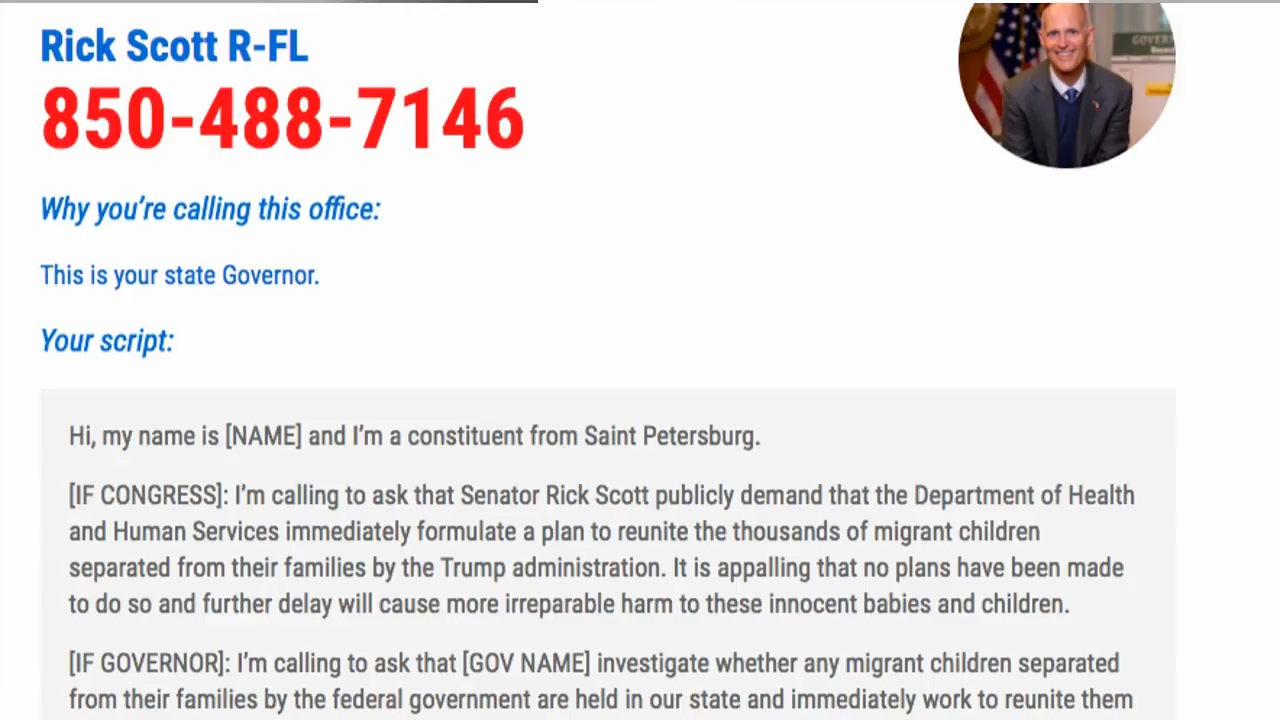 Rick Scott R-FL
850-488-7146
Why you’re calling this office:
This is your state Governor.
Your script:
Hi, my name is [NAME] and I’m a constituent from Saint Petersburg.
[IF CONGRESS]: I’m calling to ask that Senator Rick Scott publicly demand that the Department of Health
and Human Services immediately formulate a plan to reunite the thousands of migrant children
separated from their families by the Trump administration. It is appalling that no plans have been made
to do so and further delay will cause more irreparable harm to these innocent babies and children.
[IF GOVERNOR]: I’m calling to ask that [GOV NAME] investigate whether any migrant children separated
from their families by the federal government are held in our state and immediately work to reunite them